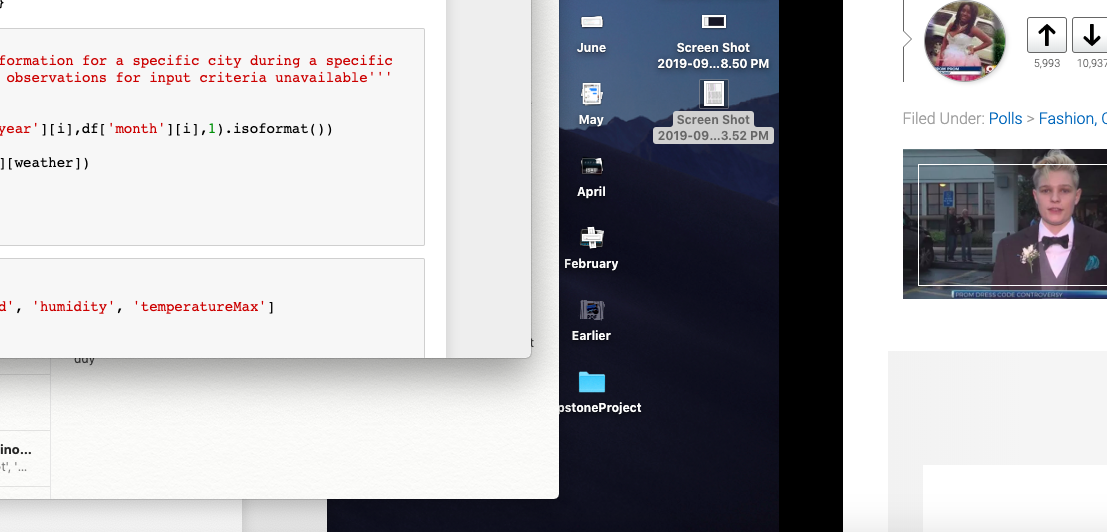 }
formation for a specific city during a specific
observations for input criteria unavailable'''
year'][i],df['month'][i],1).isoformat())
][weather])
d', 'humidity', 'temperatureMax']
ino...
t', '...
June
May
April
February
Earlier
pstoneProject
Screen Shot
2019-09...8.50 PM
Screen Shot
2019-09...3.52 PM
5,993
10,937
Filed Under: Polls > Fashion,
PROM DRESS CODE CONTROVERSY